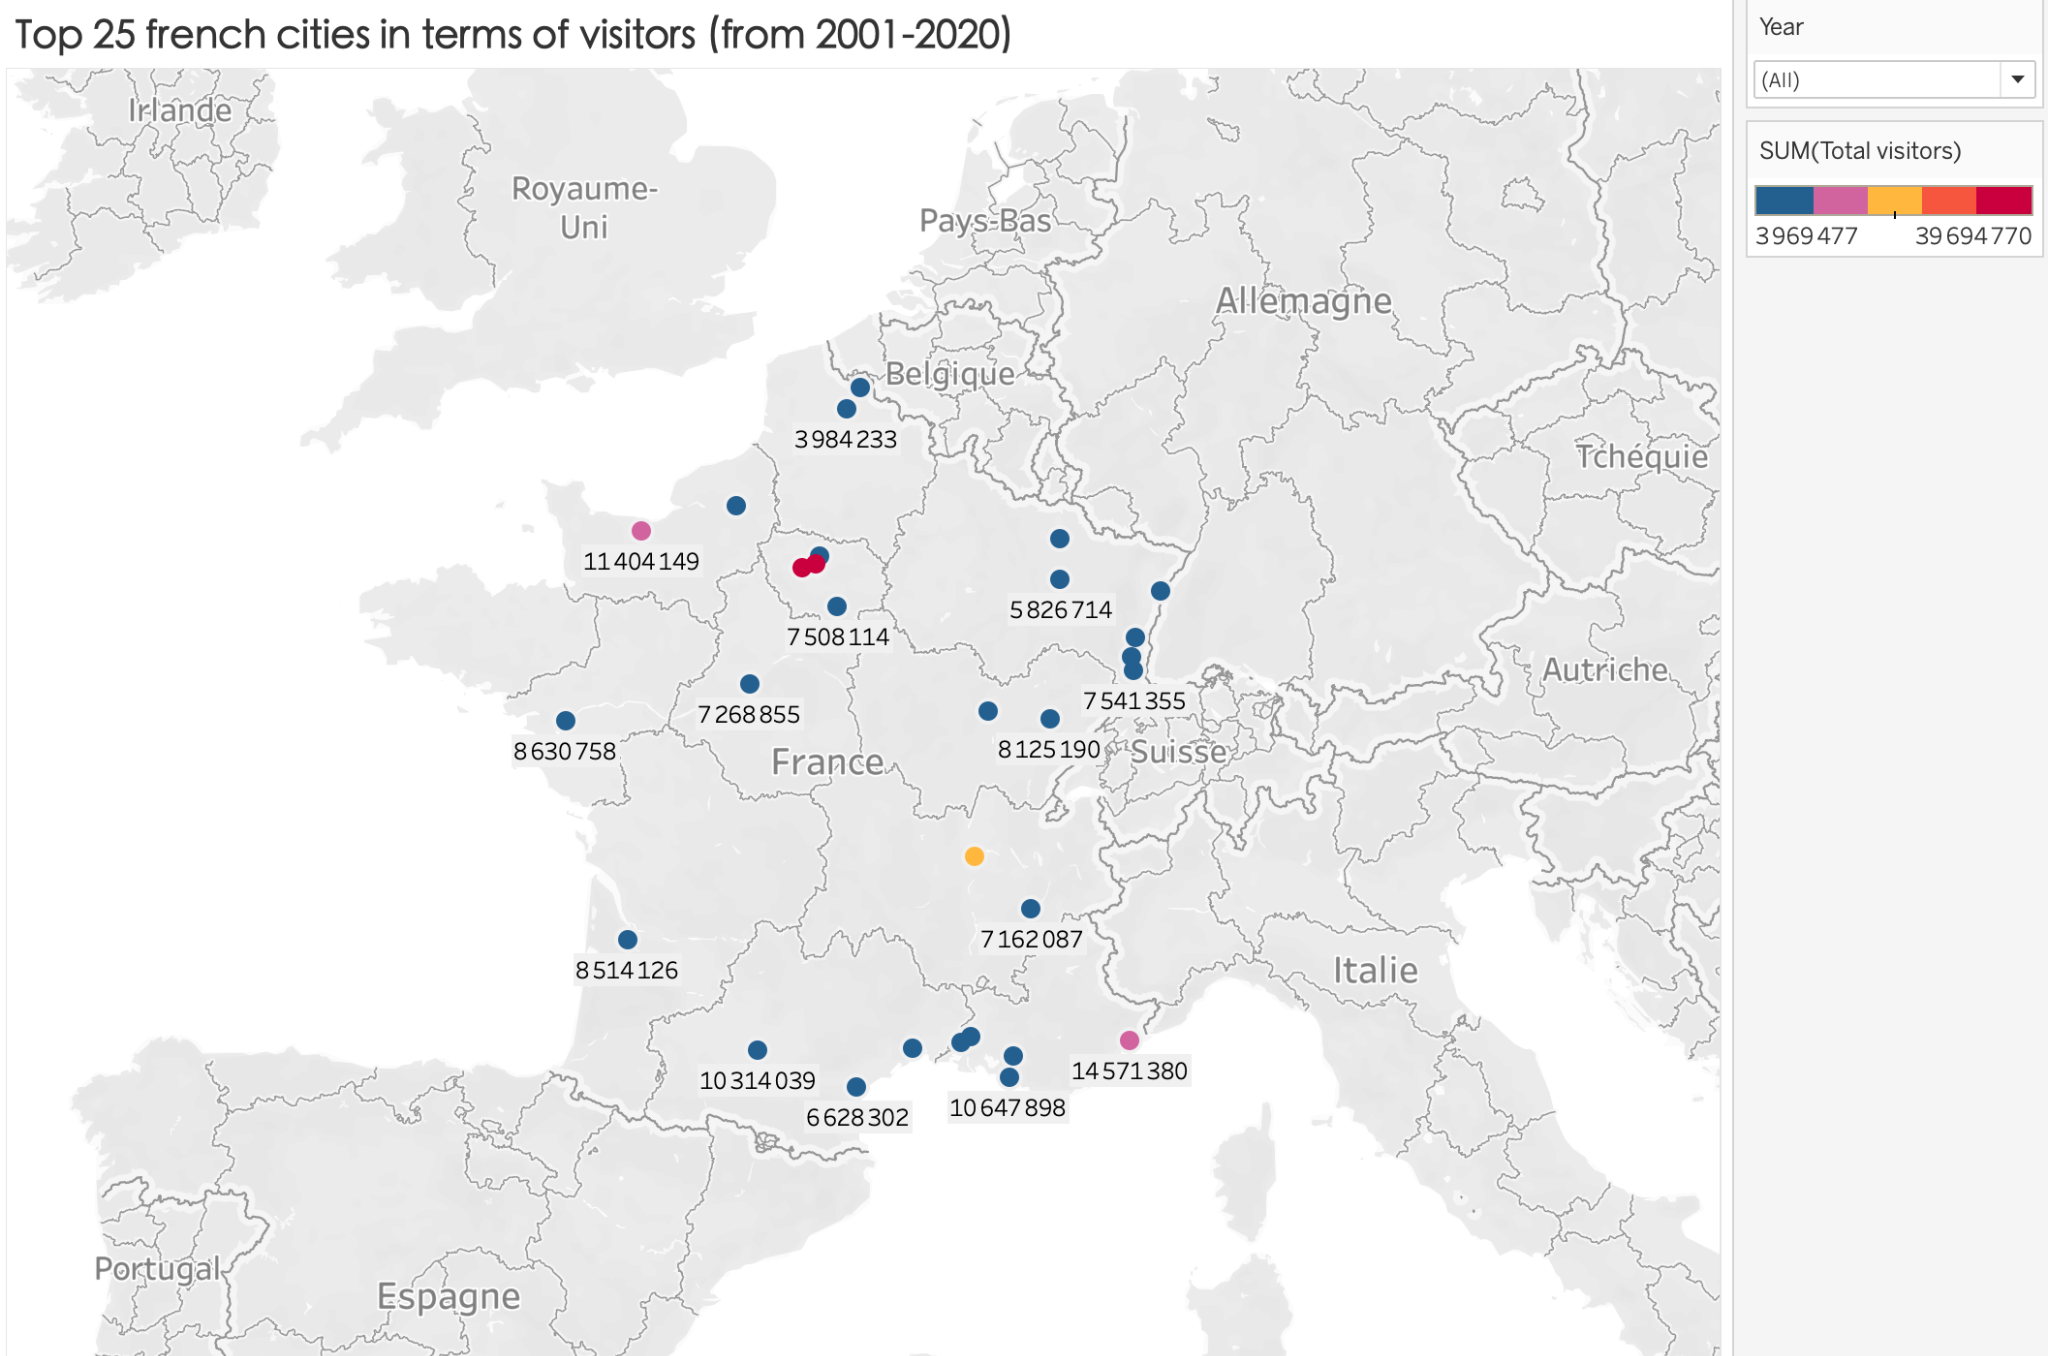 Top 25 french cities in terms of visitors (from 2001-2020)
Year
(All)
SUM(Total visitors)
3 969 477
39 694 770
Irlande
Royaume-
Uni
Pays-Bas
Allemagne
Belgique
3 984 233
Tchéquie
11 404 149
5 826 714
7 508 114
Autriche
7 541 355
7 268 855
8 630 758
8 125 190
Suisse
France
7 162 087
8 514 126
Italie
14 571 380
10 314 039
10 647 898
6 628 302
Portugal
Espagne